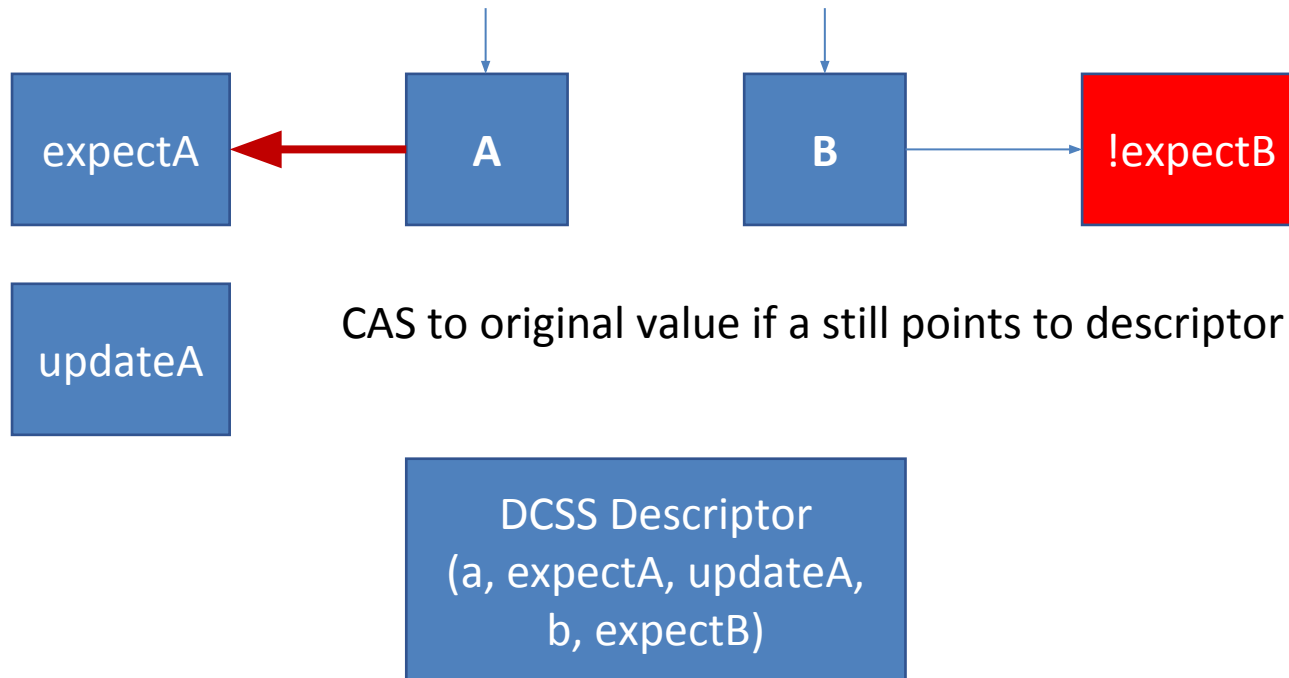 expectA
A
B
!expectB
updateA
CAS to original value if a still points to descriptor
DCSS Descriptor
(a, expectA, updateA,
b, expectB)